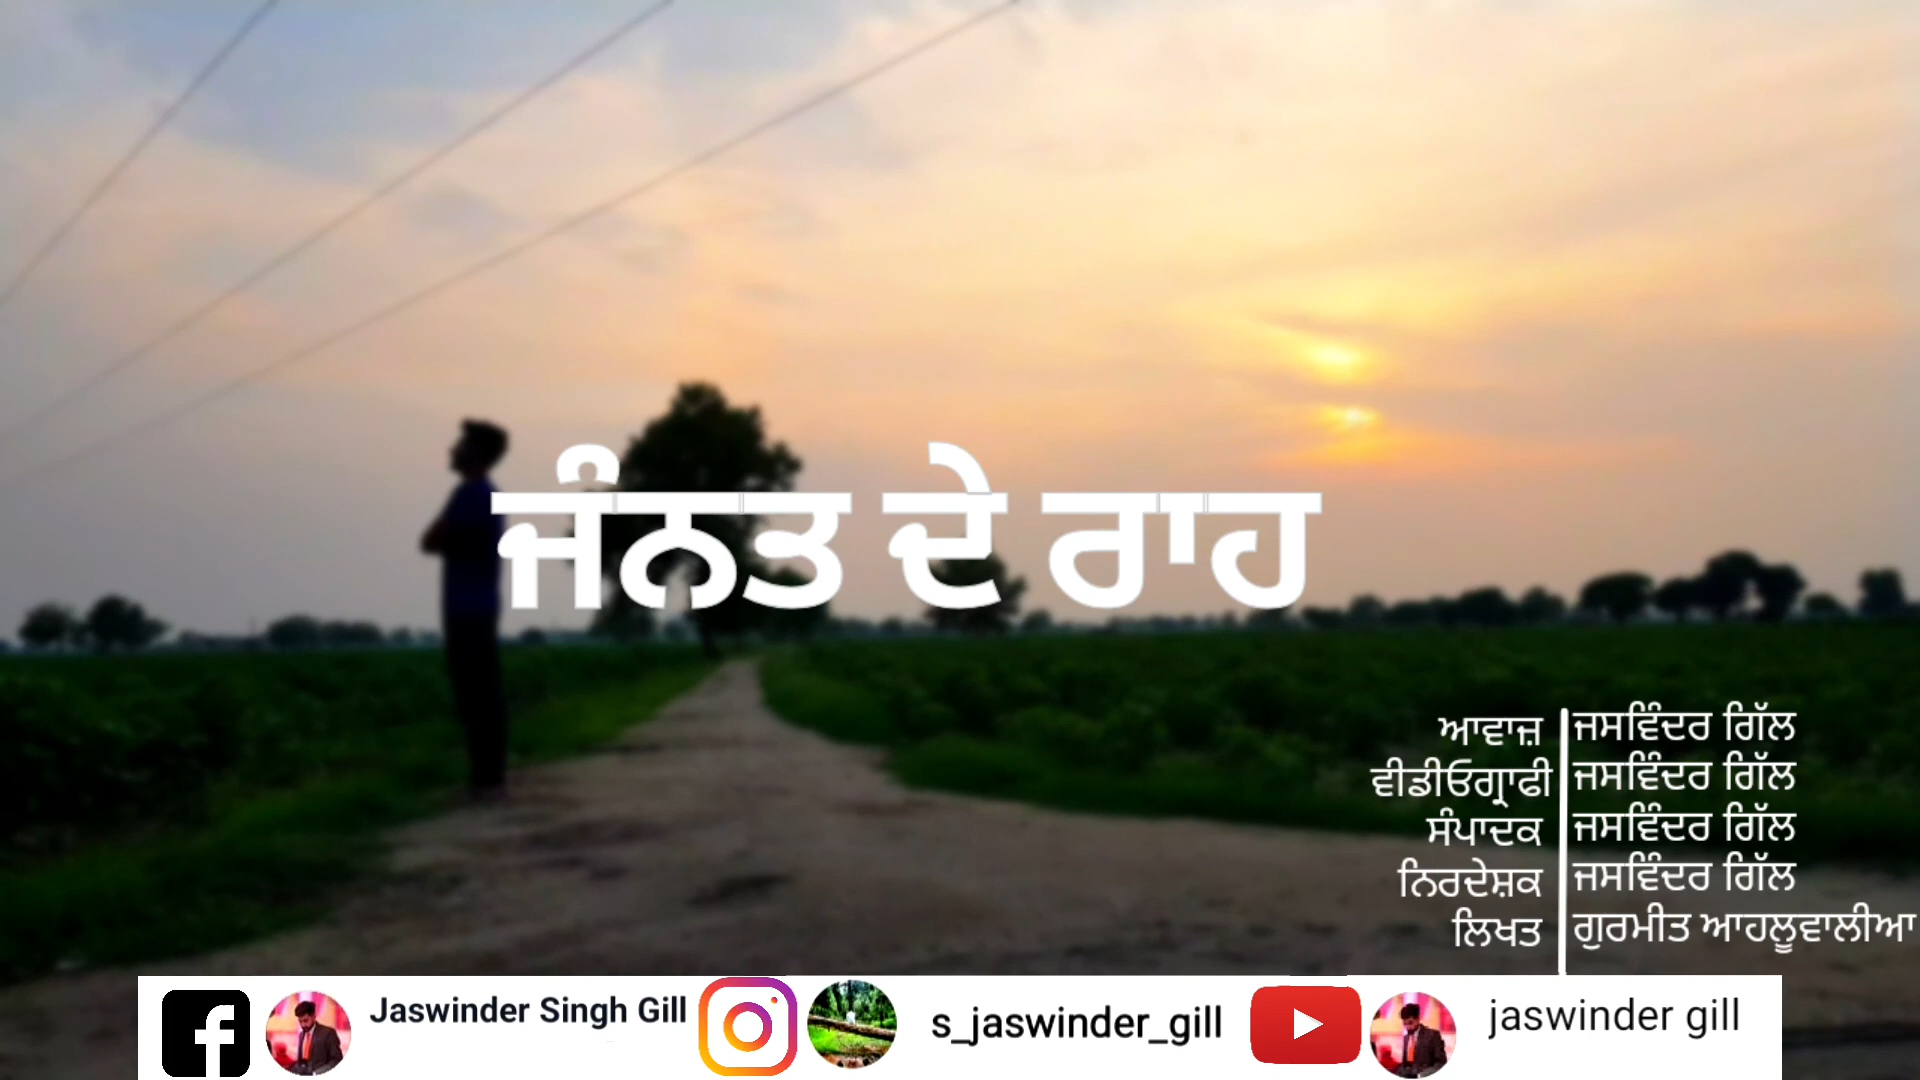 ਜੰਨਤ ਦੇ ਰਾਹ
ਆਵਾਜ਼ ਜਸਵਿੰਦਰ ਗਿੱਲ
ਵੀਡੀਓਗ੍ਰਾਫੀ ਜਸਵਿੰਦਰ ਗਿੱਲ
ਸੰਪਾਦਕ ਜਸਵਿੰਦਰ ਗਿੱਲ
ਨਿਰਦੇਸ਼ਕ ਜਸਵਿੰਦਰ ਗਿੱਲ
ਲਿਖਤ ਗੁਰਮੀਤ ਆਹਲੂਵਾਲੀਆ
Jaswinder Singh Gill s_jaswinder_gill jaswinder gill